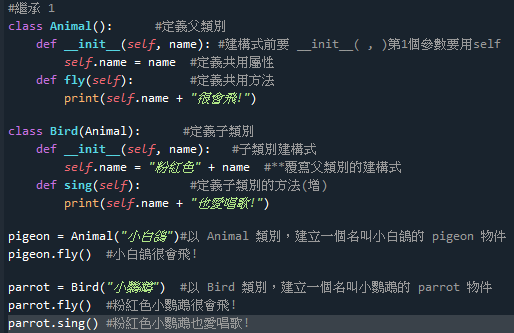 #繼承 1
class Animal():      #定義父類別
    def __init__(self, name): #建構式前要 __init__( , )第1個參數要用self
        self.name = name  #定義共用屬性
    def fly(self):        #定義共用方法
        print(self.name + "很會飛!")
class Bird(Animal):      #定義子類別
    def __init__(self, name):   #子類別建構式
        self.name = "粉紅色" + name  #**覆寫父類別的建構式
    def sing(self):       #定義子類別的方法(增)
        print(self.name + "也愛唱歌!")
pigeon = Animal("小白鴿")#以 Animal 類別，建立一個名叫小白鴿的 pigeon 物件
pigeon.fly()  #小白鴿很會飛!
parrot = Bird("小鸚鵡")  #以 Bird 類別，建立一個名叫小鸚鵡的 parrot 物件
parrot.fly()  #粉紅色小鸚鵡很會飛!
parrot.sing() #粉紅色小鸚鵡也愛唱歌!